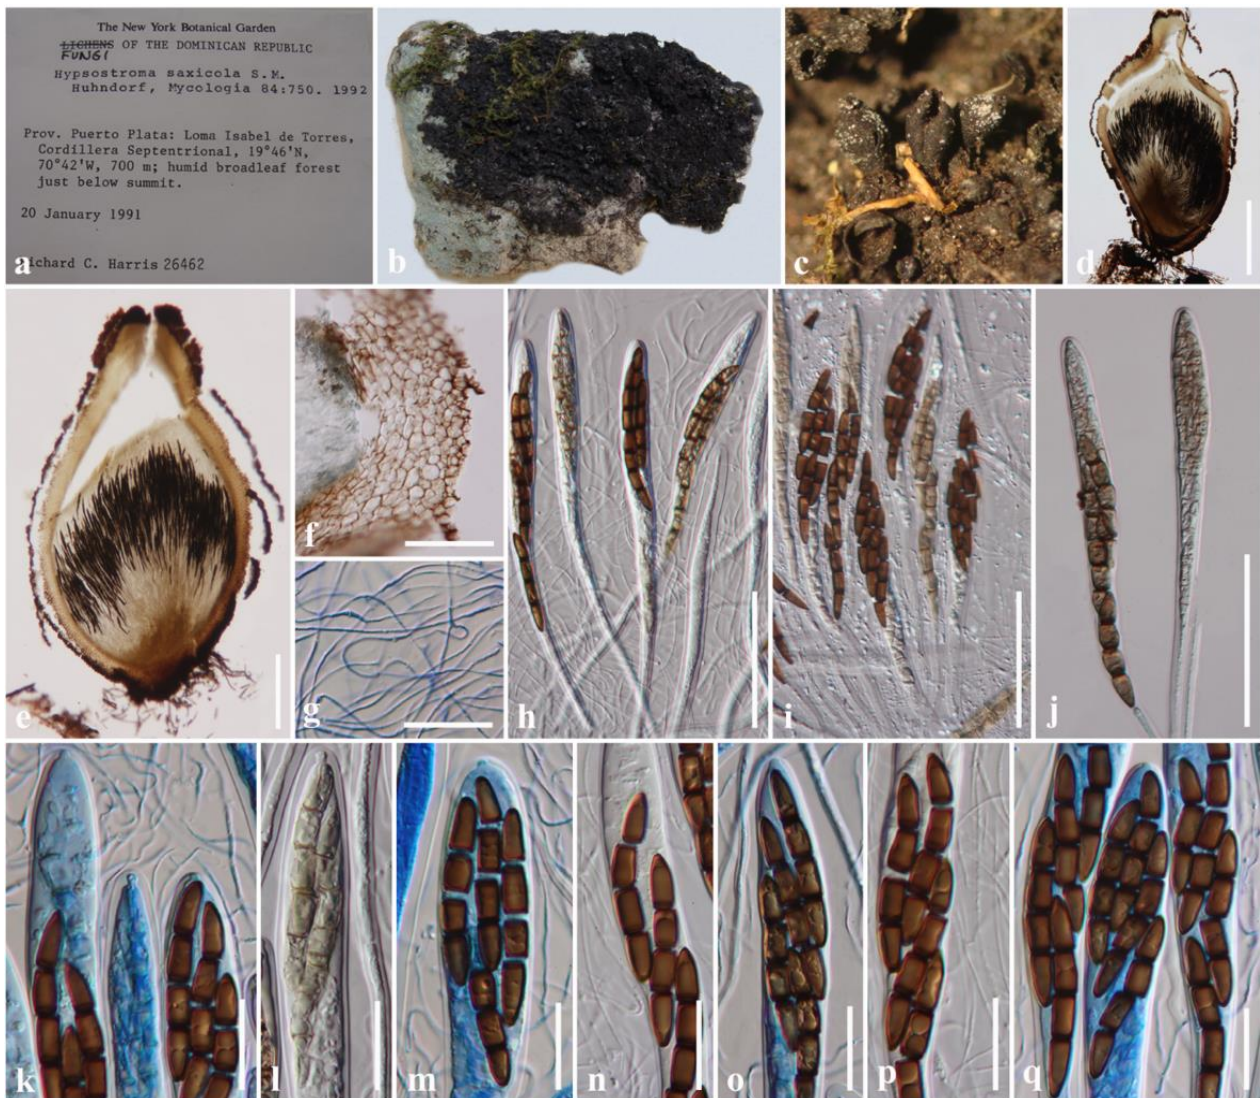 The New York Botanical Garden
LICHENS OF THE DOMINICAN REPUBLIC
FUNGI
Hypsostroma saxicola S.M.
Huhndorf, Mycologia 84:750. 1992
Prov. Puerto Plata: Loma Isabel de Torres,
Cordillera Septentrional, 19°46'N,
70°42'W, 700 m; humid broadleaf forest
just below summit.
20 January 1991
ichard C. Harris 26462
a
b
c
d
e
f
g
h
i
j
k
l
m
n
o
p
q